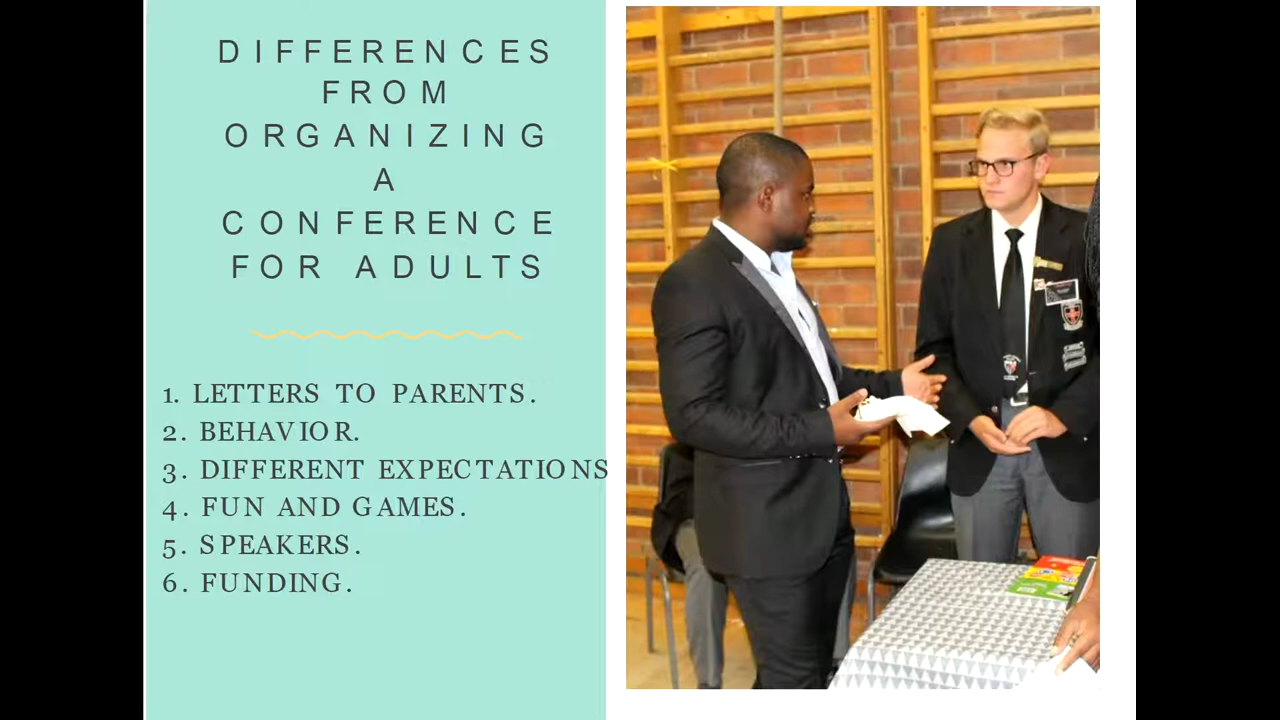 DIFFERENCES
FROM
ORGANIZING
A
CONFERENCE
FOR ADULTS
1. LETTERS TO PARENTS.
2. BEHAVIOR.
3. DIFFERENT EXPECTATIONS
4. FUN AND GAMES.
5. SPEAKERS.
6. FUNDING.